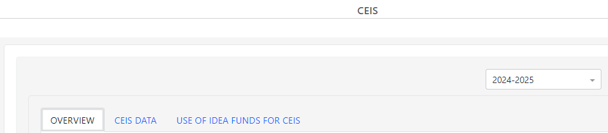 CEIS
2024-2025
OVERVIEW CEIS DATA USE OF IDEA FUNDS FOR CEIS